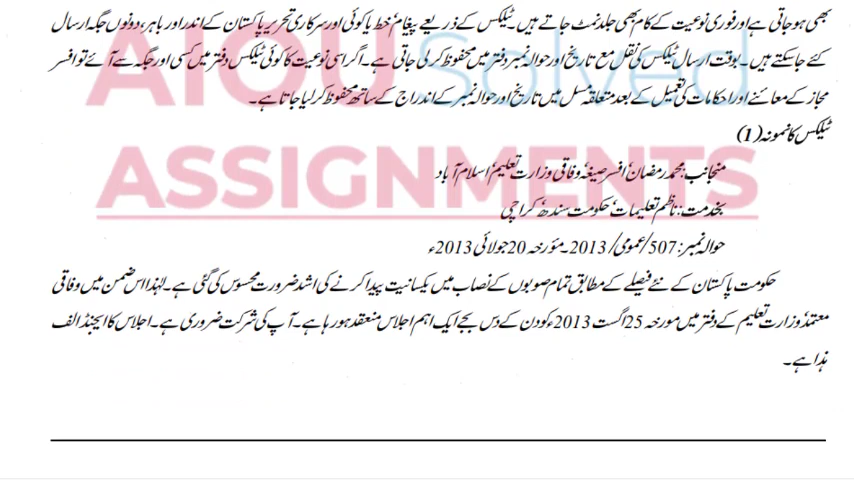 بھی ہو جاتی ہے اور فوری نوعیت کے کام بھی جلد نمٹ جاتے ہیں۔ ٹیلکس کے ذریعے پیغام، خط یا کوئی اور سرکاری تحریر پاکستان کے اندر اور باہر، دونوں جگہ ارسال
کئے جاسکتے ہیں۔ بوقت ارسال ٹیلکس کی نقل مع تاریخ اور حوالہ نمبر دفتر میں محفوظ کر لی جاتی ہے۔ اگر اسی نوعیت کا کوئی ٹیلکس دفتر میں کسی اور جگہ سے آئے تو افسر
مجاز کے معائنے اور احکامات کی تعمیل کے بعد متعلقہ مسل میں تاریخ اور حوالہ نمبر کے اندراج کے ساتھ محفوظ کر لیا جاتا ہے۔
ٹیلکس کا نمونہ (1)
منجانب: محمد رمضان، افسر صیغہ، وفاقی وزارت تعلیم، اسلام آباد
بخدمت: ناظم تعلیمات، حکومت سندھ، کراچی
حوالہ نمبر: 507/عمومی/2013۔ مئورخہ 20 جولائی 2013ء
حکومت پاکستان کے نئے فیصلے کے مطابق تمام صوبوں کے نصاب میں یکسانیت پیدا کرنے کی اشد ضرورت محسوس کی گئی ہے۔ لہٰذا اس ضمن میں وفاقی
معتمد، وزارت تعلیم کے دفتر میں مورخہ 25 اگست 2013ء کو دن کے دس بجے ایک اہم اجلاس منعقد ہو رہا ہے۔ آپ کی شرکت ضروری ہے۔ اجلاس کا ایجنڈا لف
ہذا ہے۔
AIOU Solved
ASSIGNMENTS